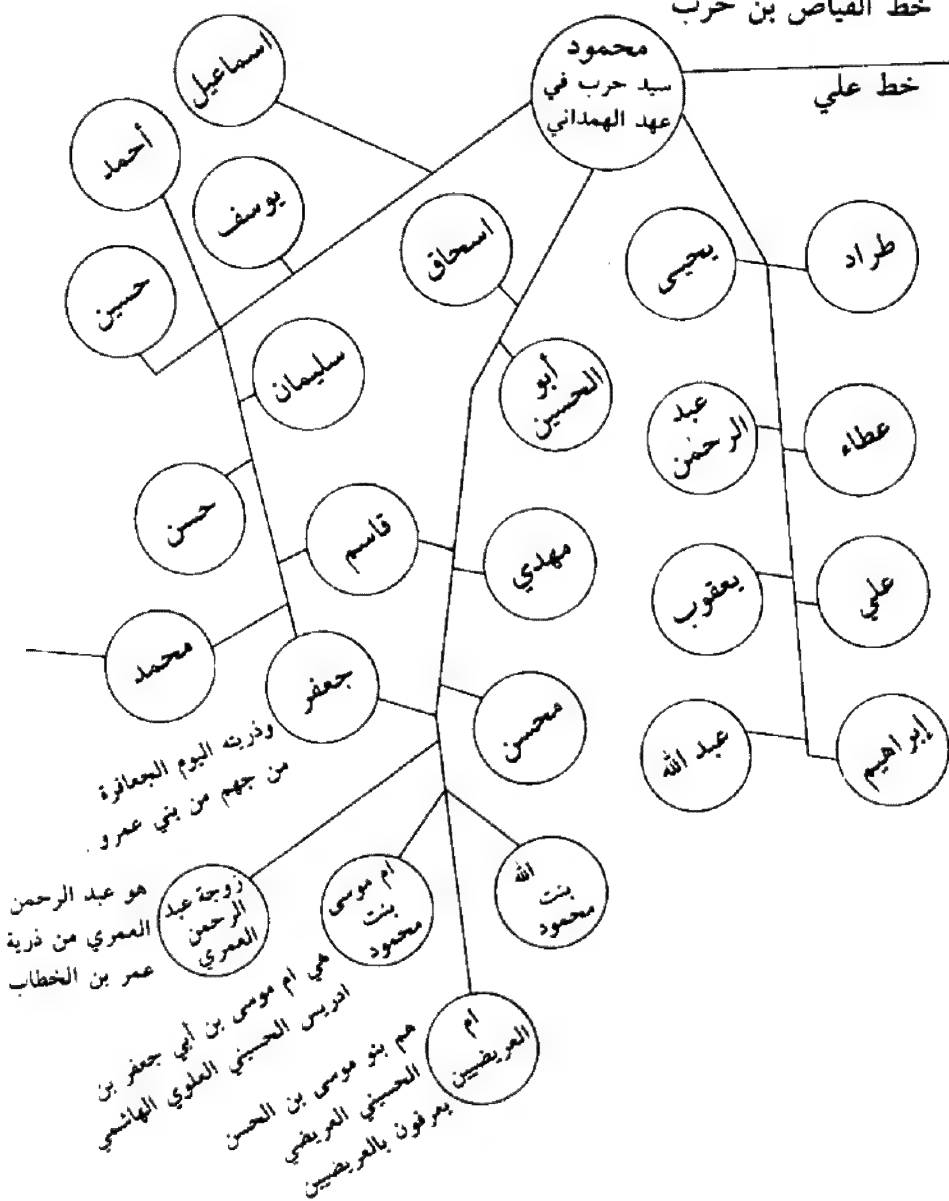 خط الفياض بن حرب
خط علي
محمود
سيد حرب في
عهد الهمداني
اسماعيل
أحمد
يوسف
حسين
اسحاق
يحيى
طراد
سليمان
أبو
الحسين
عبد
الرحمن
عطاء
حسن
قاسم
مهدي
يعقوب
علي
محمد
جعفر
محسن
عبد الله
إبراهيم
وذريته اليوم الجعافرة
من جهم من بني عمرو .
زوجة عبد
الرحمن
العمري
هو عبد الرحمن
العمري من ذرية
عمر بن الخطاب
ام موسى
بنت
محمود
هي ام موسى بن أبي جعفر بن
ادريس الحسيني العلوي الهاشمي
الله
بنت
محمود
ام
العريضيين
هم بنو موسى بن الحسن
الحسيني العريضي
يعرفون بالعريضيين